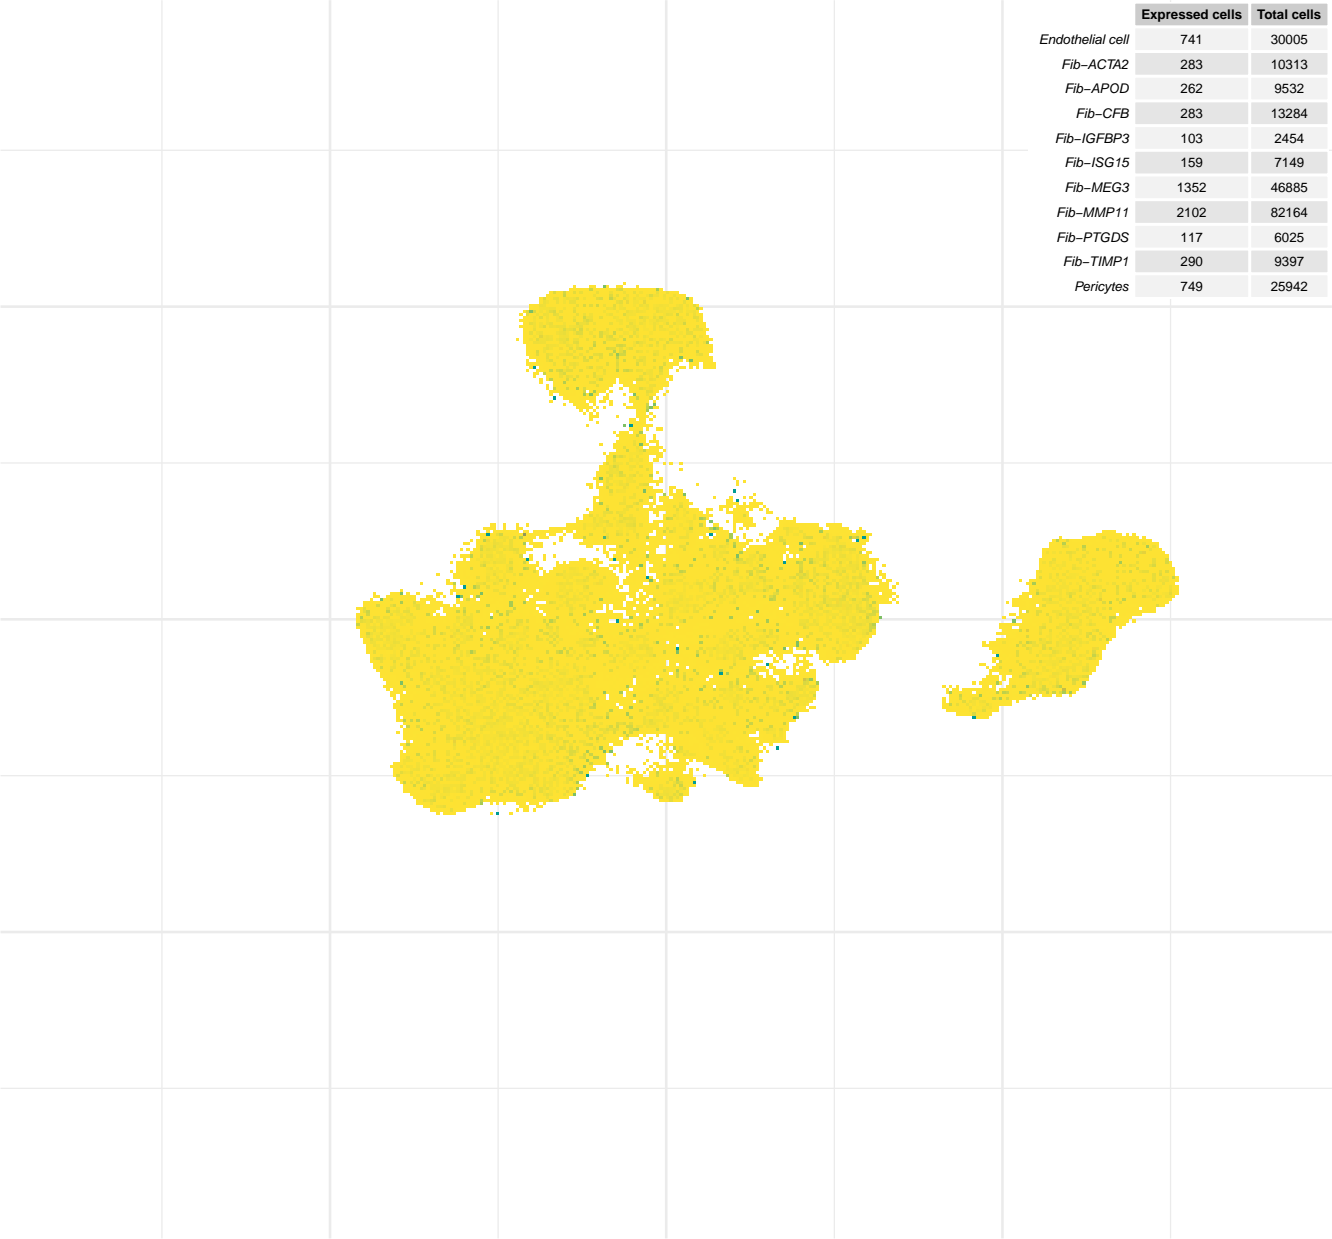 Expressed cells Total cells
Endothelial cell 741 30005
Fib−ACTA2 283 10313
Fib−APOD 262 9532
Fib−CFB 283 13284
Fib−IGFBP3 103 2454
Fib−ISG15 159 7149
Fib−MEG3 1352 46885
Fib−MMP11 2102 82164
Fib−PTGDS 117 6025
Fib−TIMP1 290 9397
Pericytes 749 25942